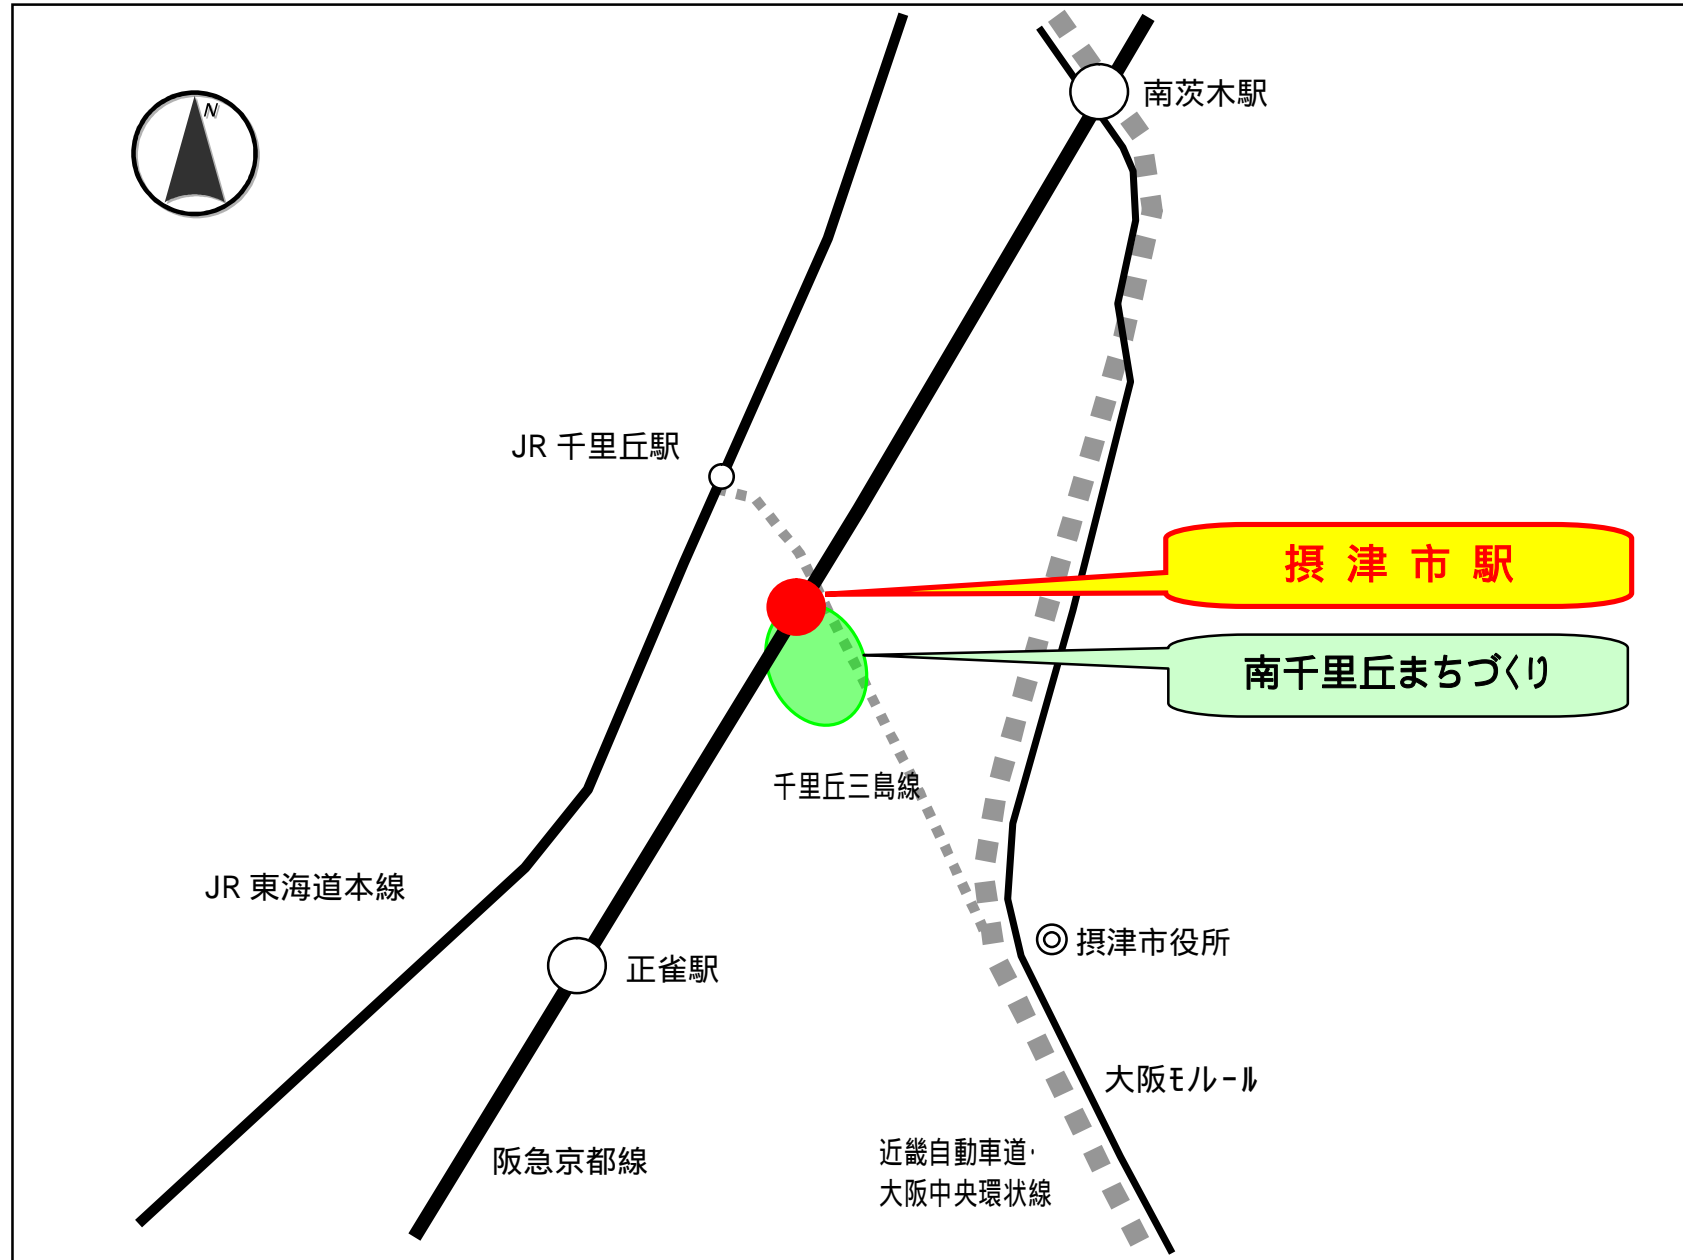 N
南茨木駅
JR 千里丘駅
摂 津 市 駅
南千里丘まちづくり
千里丘三島線
JR 東海道本線
摂津市役所
正雀駅
大阪ﾓルｰﾙ
阪急京都線
近畿自動車道･
大阪中央環状線